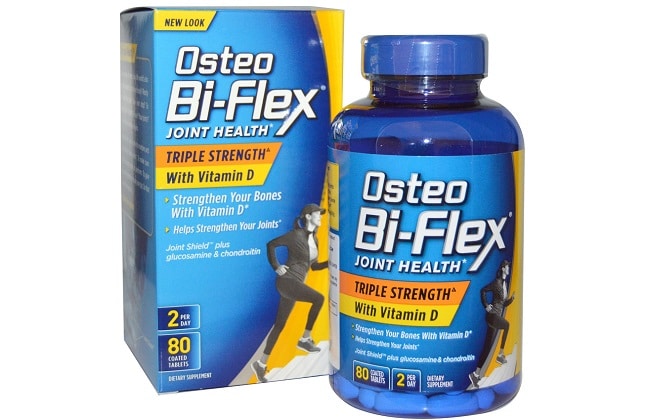 NEW LOOK
Osteo
Bi-Flex®
JOINT HEALTH*
TRIPLE STRENGTH△
With Vitamin D
• Strengthen Your Bones
With Vitamin D*
• Helps Strengthen Your Joints*
Joint Shield™ plus
glucosamine & chondroitin
2 PER
DAY
80
COATED
TABLETS
DIETARY SUPPLEMENT
Osteo
Bi-Flex®
JOINT HEALTH*
TRIPLE STRENGTH△
With Vitamin D
• Strengthen Your Bones With Vitamin D*
• Helps Strengthen Your Joints*
Joint Shield™ plus glucosamine & chondroitin
80 COATED
TABLETS
2 PER
DAY
DIETARY
SUPPLEMENT